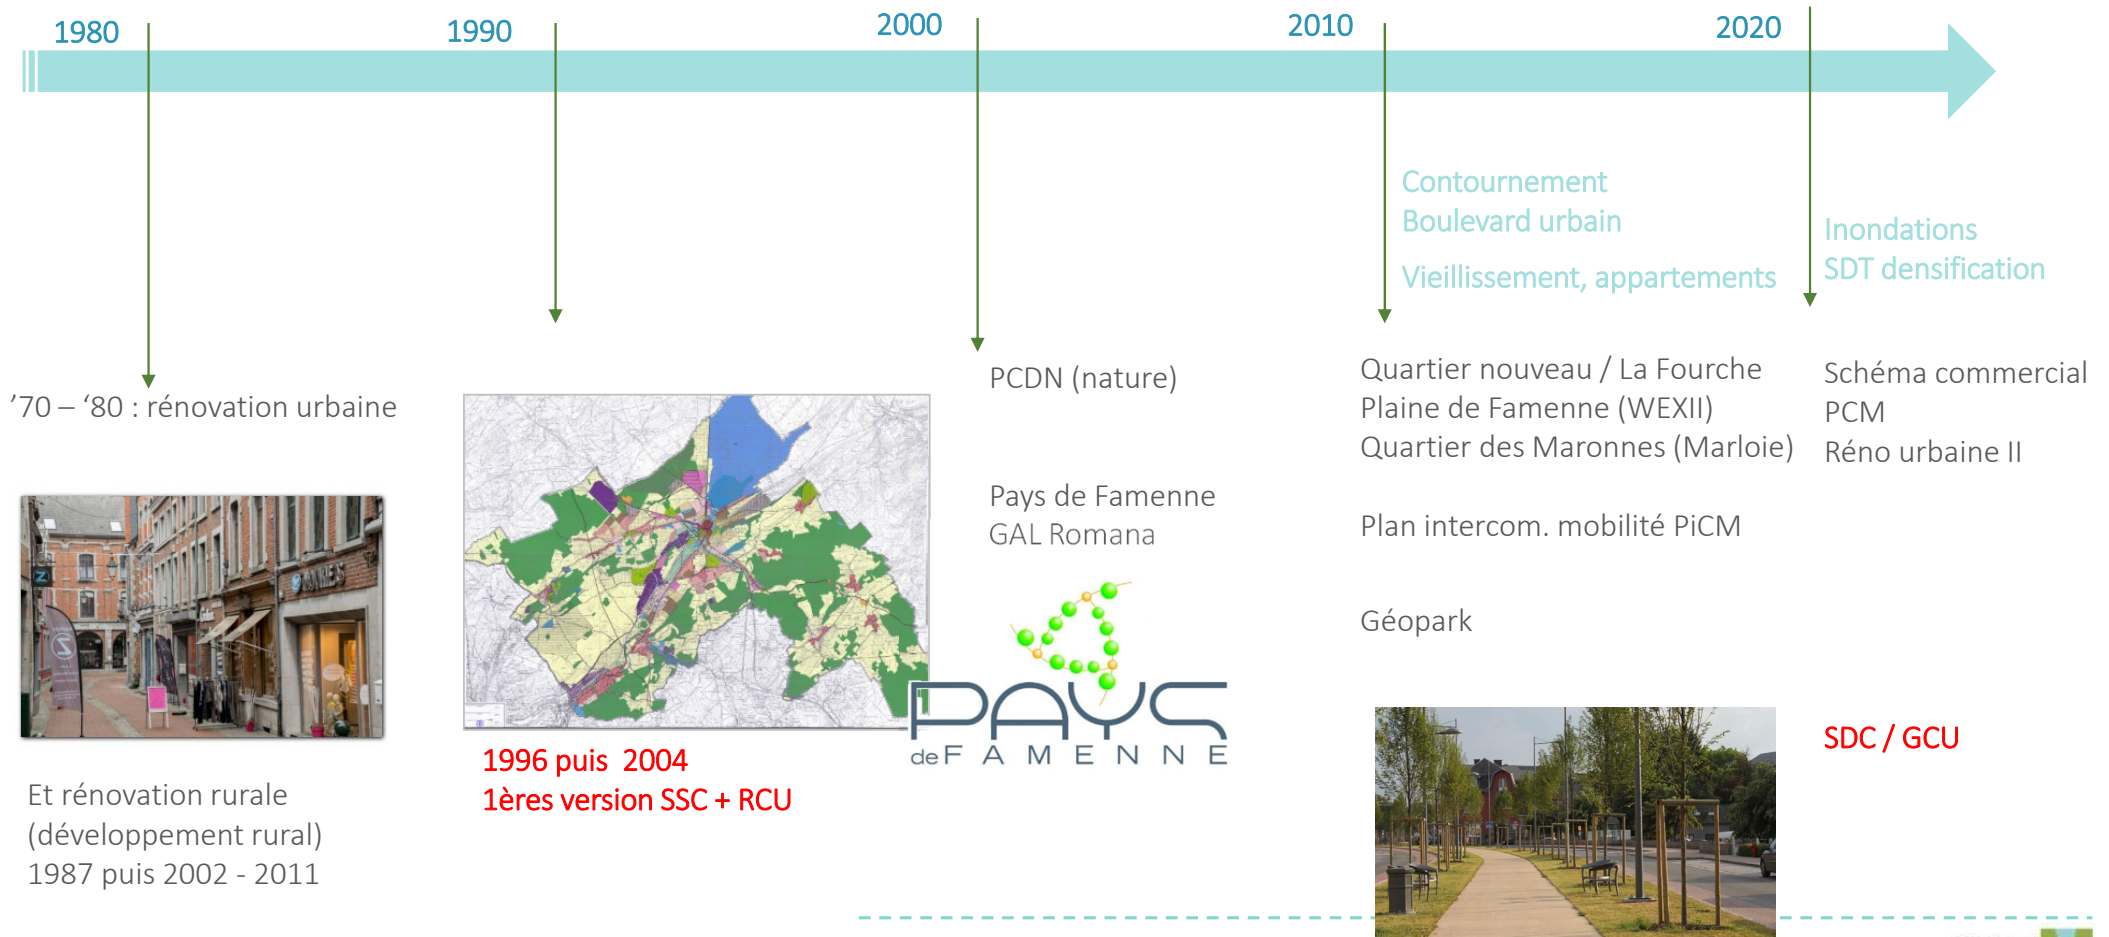 1980
1990
2000
2010
2020
’70 – ‘80 : rénovation urbaine
Et rénovation rurale
(développement rural)
1987 puis 2002 - 2011
1996 puis 2004
1ères version SSC + RCU
PCDN (nature)
Pays de Famenne
GAL Romana
PAYS
de FAMENNE
Contournement
Boulevard urbain
Vieillissement, appartements
Quartier nouveau / La Fourche
Plaine de Famenne (WEXII)
Quartier des Maronnes (Marloie)
Plan intercom. mobilité PiCM
Géopark
Inondations
SDT densification
Schéma commercial
PCM
Réno urbaine II
SDC / GCU